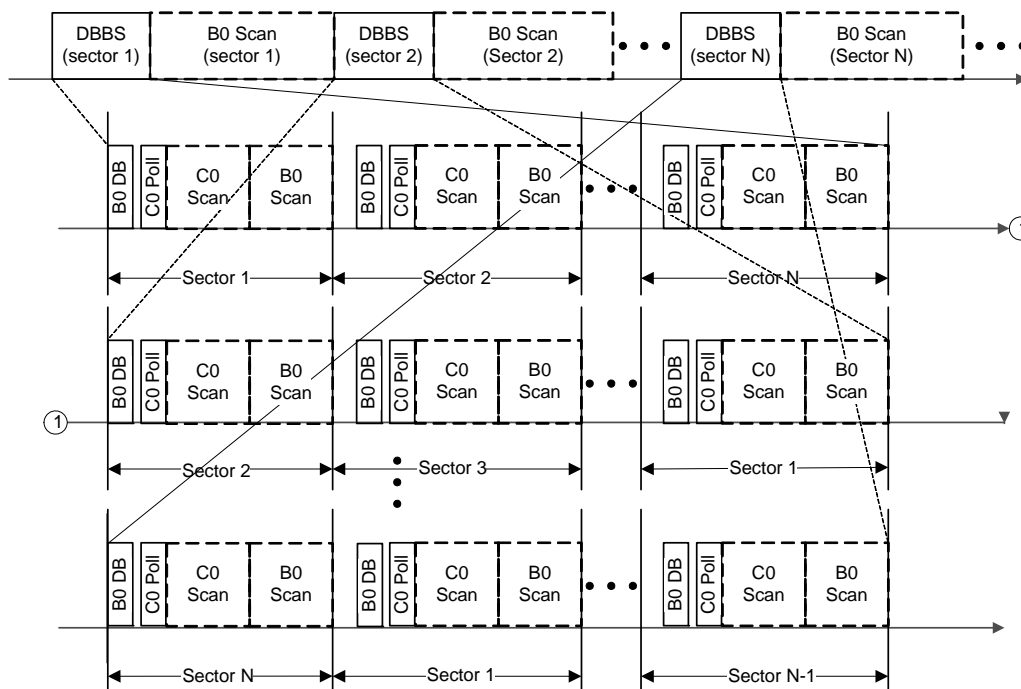 DBBS
(sector 1)
B0 Scan
(sector 1)
DBBS
(sector 2)
B0 Scan
(Sector 2)
DBBS
(sector N)
B0 Scan
(Sector N)
B0 DB
C0 Poll
C0
Scan
B0
Scan
B0 DB
C0 Poll
C0
Scan
B0
Scan
B0 DB
C0 Poll
C0
Scan
B0
Scan
1
Sector 1
Sector 2
Sector N
1
B0 DB
C0 Poll
C0
Scan
B0
Scan
B0 DB
C0 Poll
C0
Scan
B0
Scan
B0 DB
C0 Poll
C0
Scan
B0
Scan
Sector 2
Sector 3
Sector 1
B0 DB
C0 Poll
C0
Scan
B0
Scan
B0 DB
C0 Poll
C0
Scan
B0
Scan
B0 DB
C0 Poll
C0
Scan
B0
Scan
Sector N
Sector 1
Sector N-1